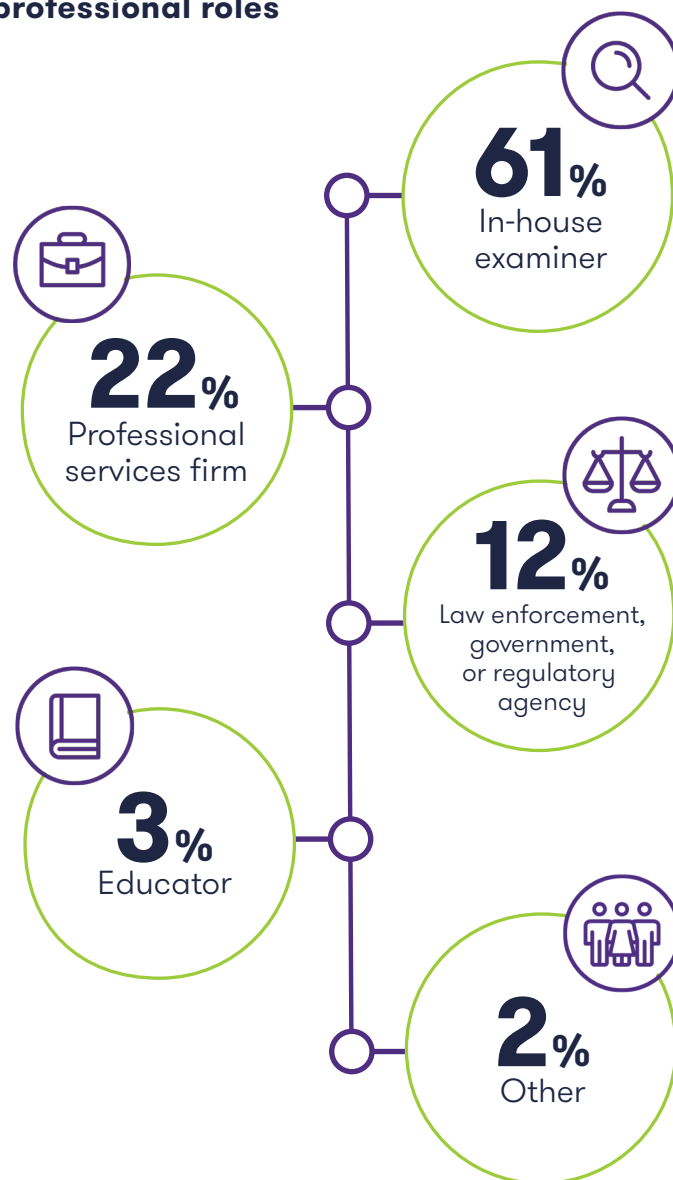 professional roles
61%
In-house
examiner
22%
Professional
services firm
12%
Law enforcement,
government,
or regulatory
agency
3%
Educator
2%
Other